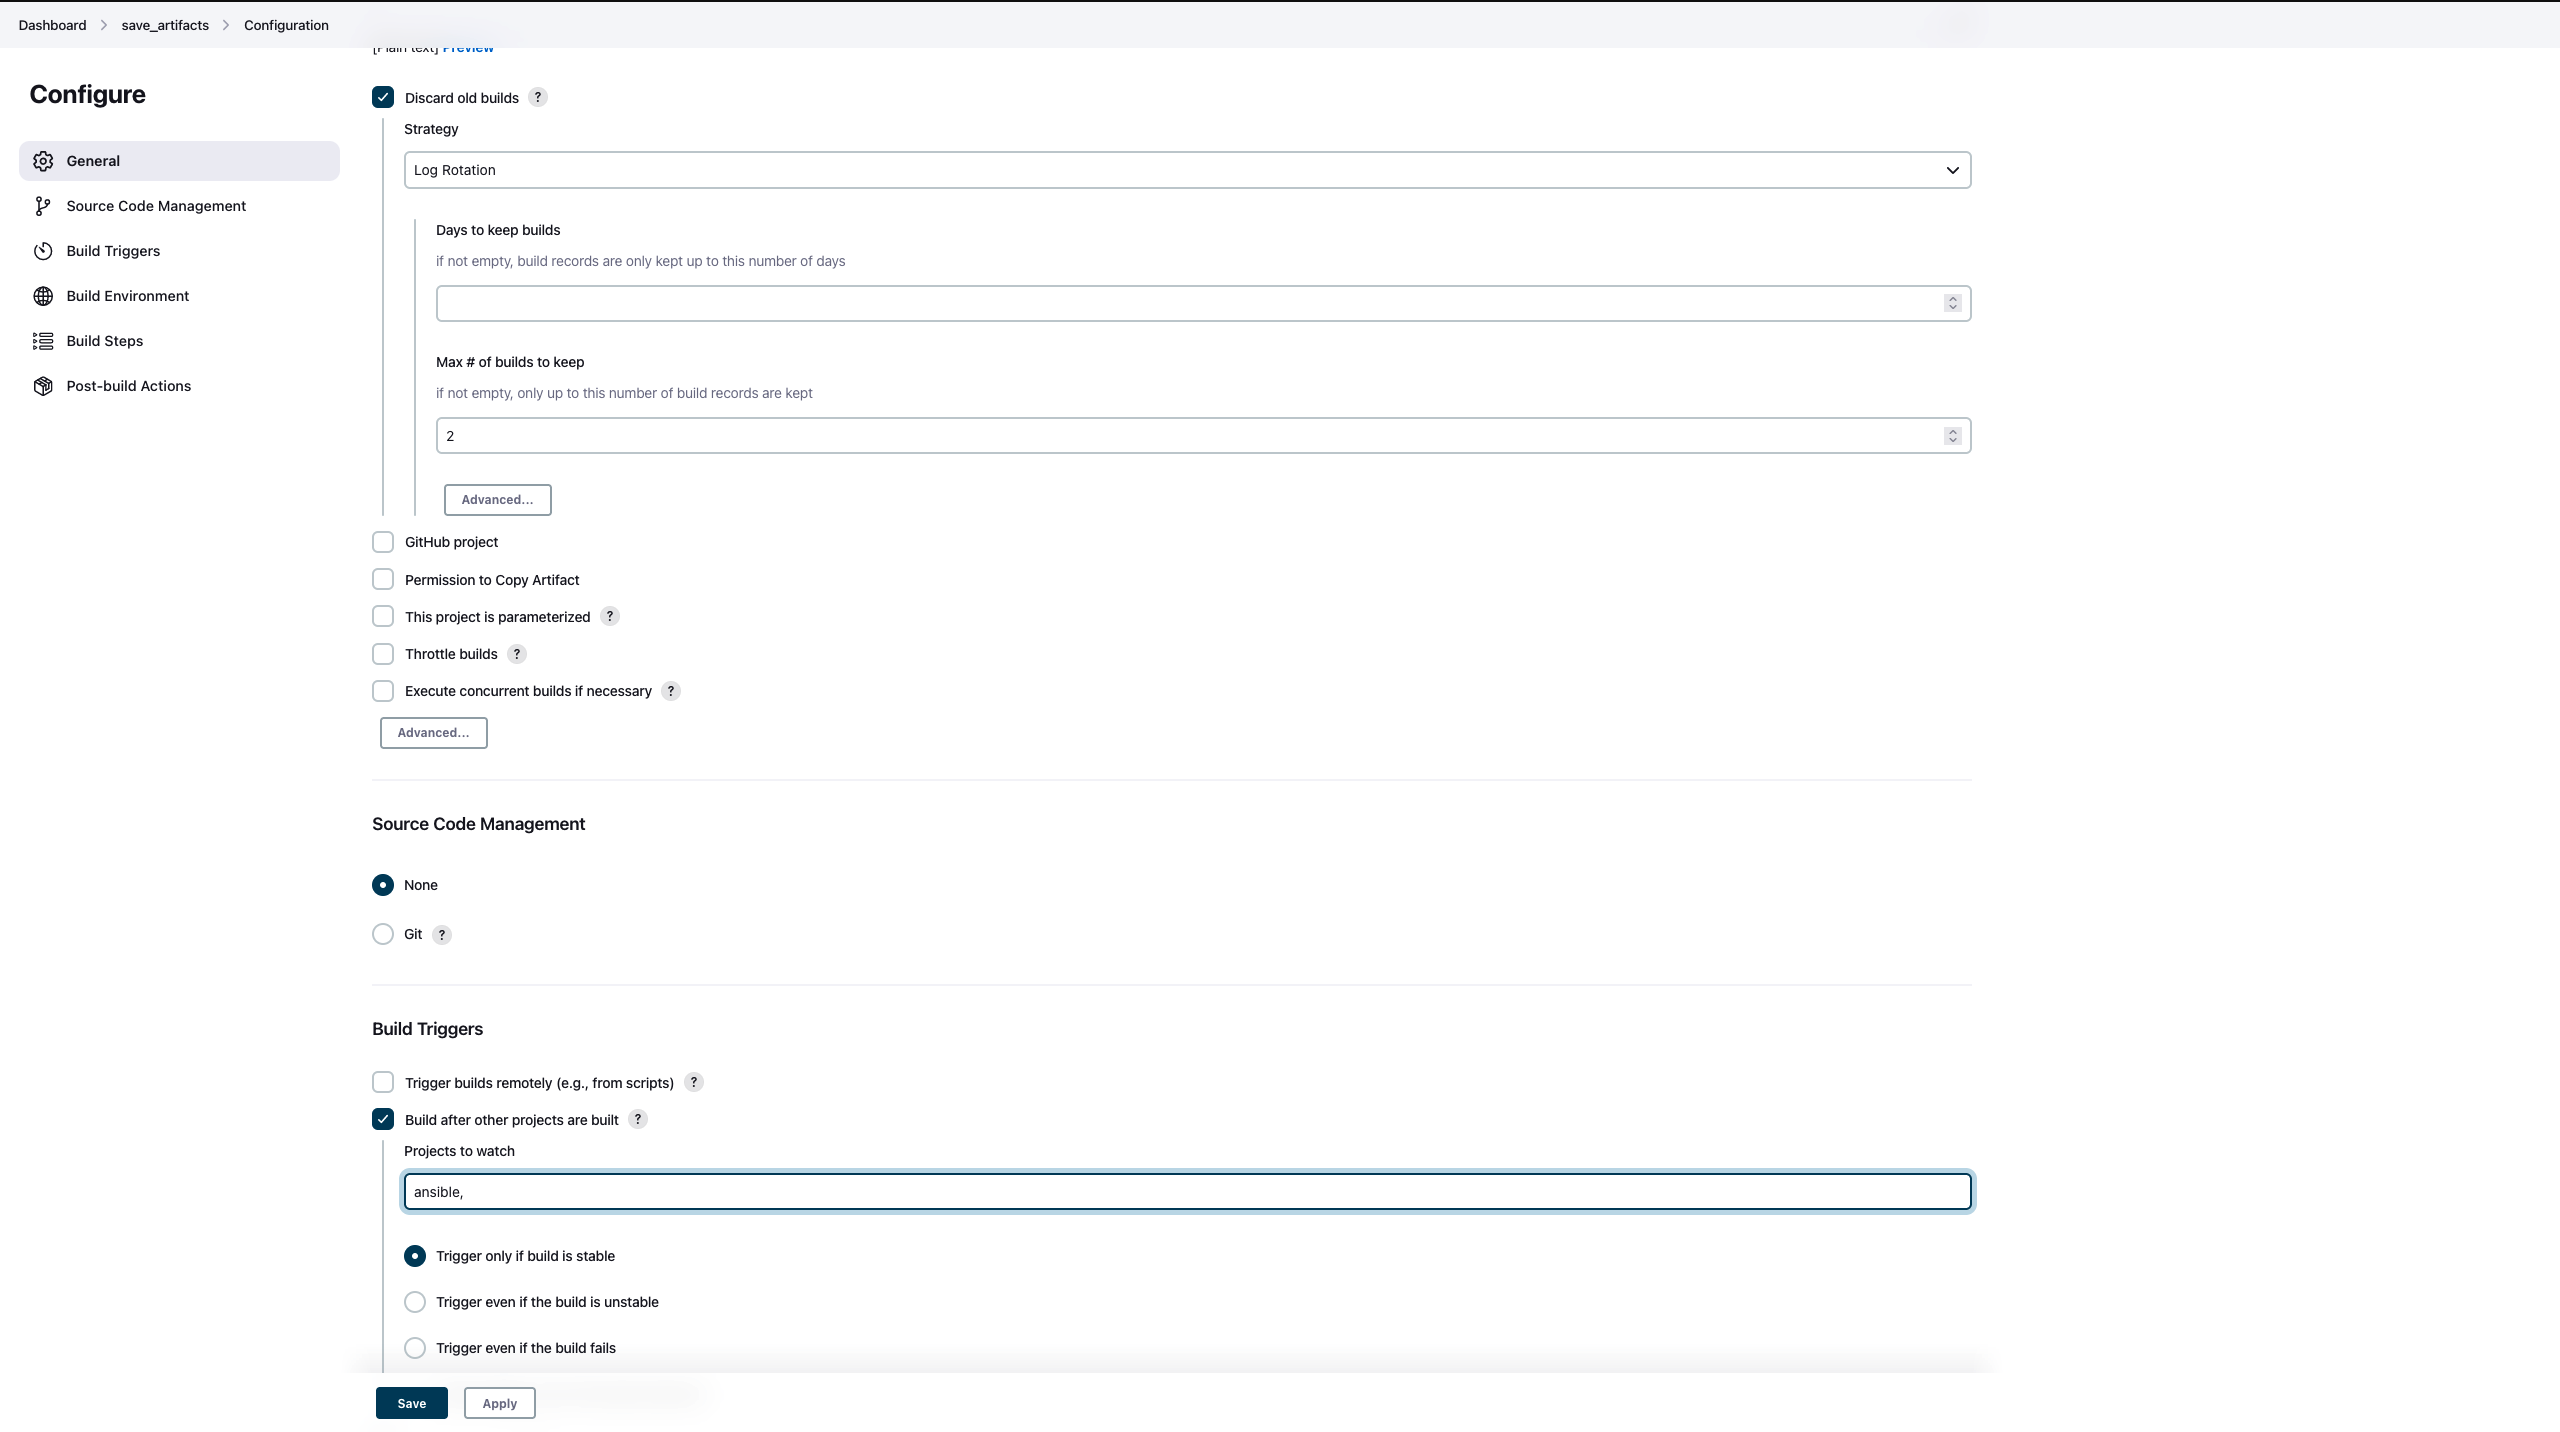 Dashboard > save_artifacts > Configuration
[Plain text] Preview
Configure
General
Source Code Management
Build Triggers
Build Environment
Build Steps
Post-build Actions
Discard old builds ?
Strategy
Log Rotation
Days to keep builds
if not empty, build records are only kept up to this number of days
Max # of builds to keep
if not empty, only up to this number of build records are kept
2
Advanced...
GitHub project
Permission to Copy Artifact
This project is parameterized ?
Throttle builds ?
Execute concurrent builds if necessary ?
Advanced...
Source Code Management
None
Git ?
Build Triggers
Trigger builds remotely (e.g., from scripts) ?
Build after other projects are built ?
Projects to watch
ansible,
Trigger only if build is stable
Trigger even if the build is unstable
Trigger even if the build fails
Save
Apply